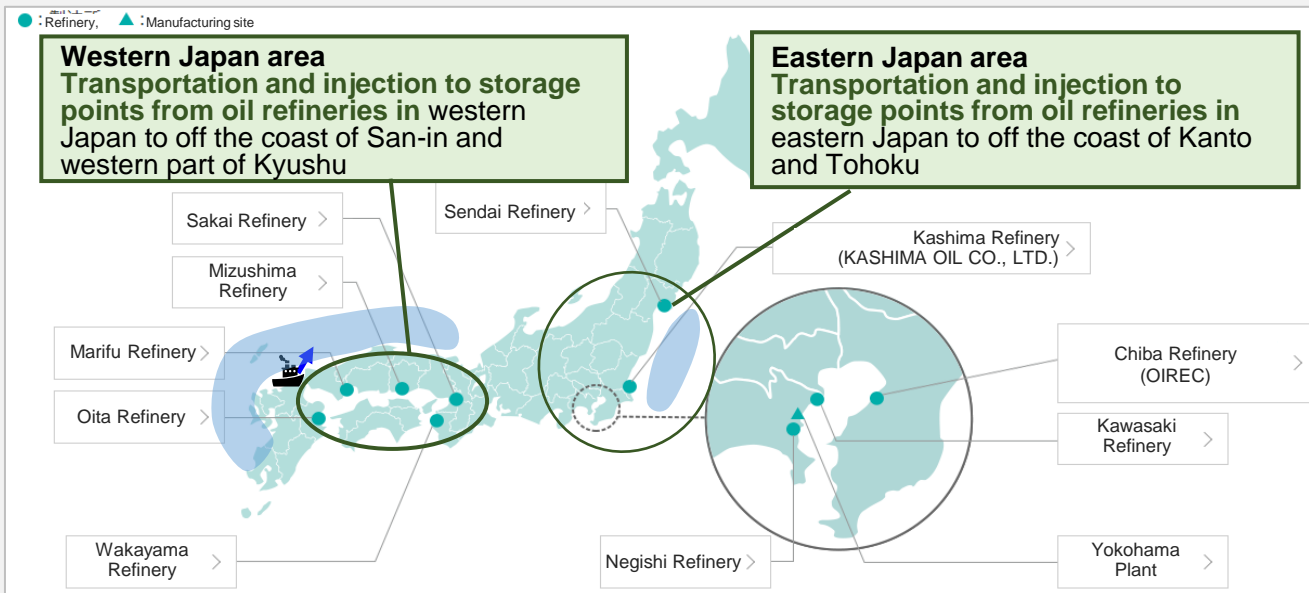 : Refinery, : Manufacturing site
Western Japan area
Transportation and injection to storage
points from oil refineries in western
Japan to off the coast of San-in and
western part of Kyushu
Eastern Japan area
Transportation and injection to
storage points from oil refineries in
eastern Japan to off the coast of Kanto
and Tohoku
Sakai Refinery
Sendai Refinery
Kashima Refinery
(KASHIMA OIL CO., LTD.)
Mizushima
Refinery
Marifu Refinery
Chiba Refinery
(OIREC)
Oita Refinery
Kawasaki
Refinery
Wakayama
Refinery
Negishi Refinery
Yokohama
Plant